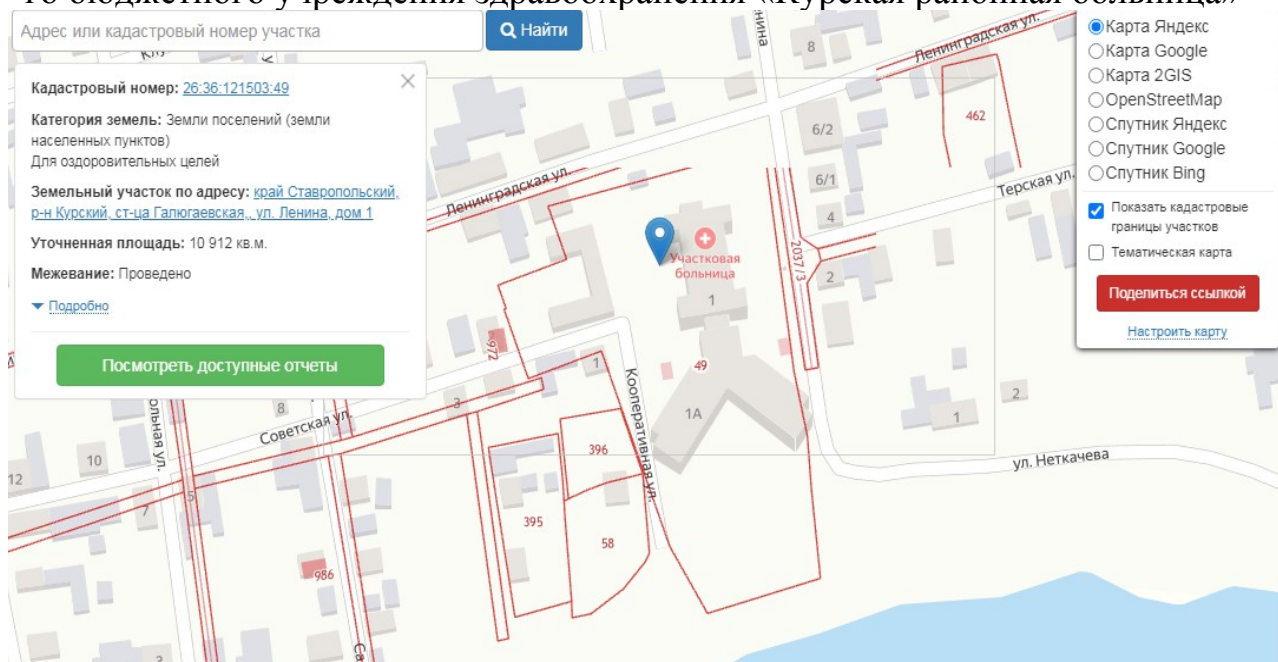 го бюджетного учреждения здравоохранения «Курская районная больница»
Адрес или кадастровый номер участка
Найти
Кадастровый номер: 26:36:121503:49
Категория земель: Земли поселений (земли
населенных пунктов)
Для оздоровительных целей
Земельный участок по адресу: край Ставропольский,
р-н Курский, ст-ца Галюгаевская,, ул. Ленина, дом 1
Уточненная площадь: 10 912 кв.м.
Межевание: Проведено
Подробно
Посмотреть доступные отчеты
Карта Яндекс
Карта Google
Карта 2GIS
OpenStreetMap
Спутник Яндекс
Спутник Google
Спутник Bing
Показать кадастровые
границы участков
Тематическая карта
Поделиться ссылкой
Настроить карту
Ленинградская ул.
8
462
6/2
6/1
Терская ул.
Ленинградская ул.
4
Участковая
больница
2037/3
2
1
972
49
1
Кооперативная ул.
3
2
8
1А
1
Советская ул.
396
10
12
ул. Неткачева
5
7
395
58
986
3